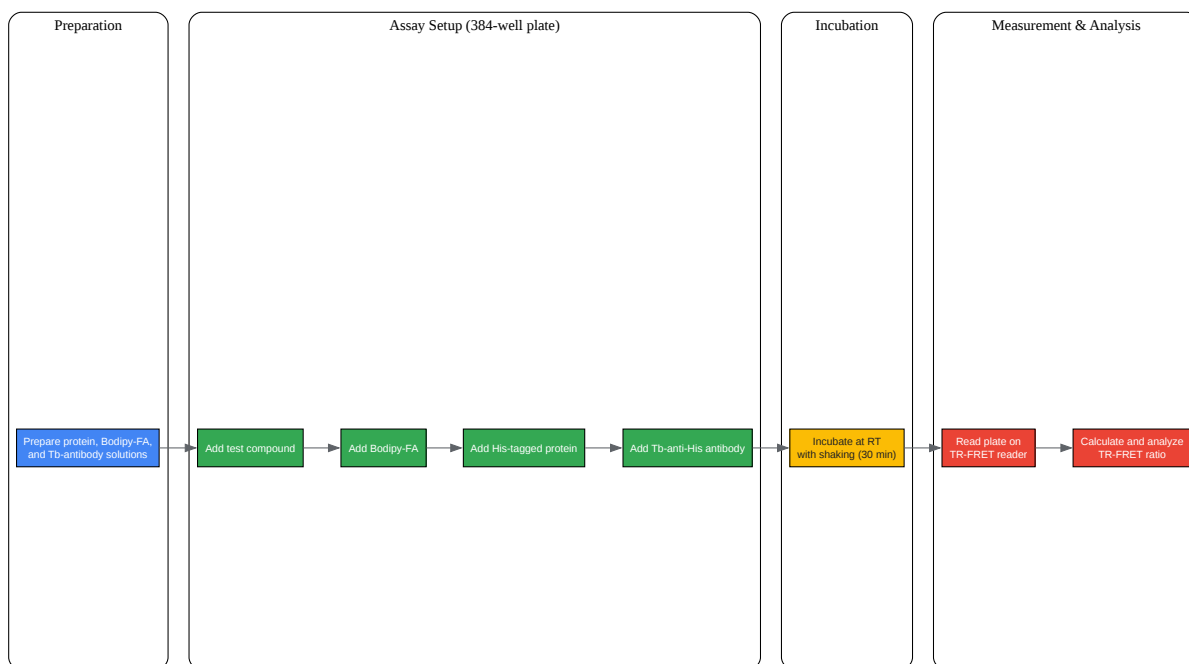 Preparation
Assay Setup (384-well plate)
Incubation
Measurement & Analysis
Prepare protein, Bodipy-FA,
and Tb-antibody solutions
Add test compound
Add Bodipy-FA
Add His-tagged protein
Add Tb-anti-His antibody
Incubate at RT
with shaking (30 min)
Read plate on
TR-FRET reader
Calculate and analyze
TR-FRET ratio